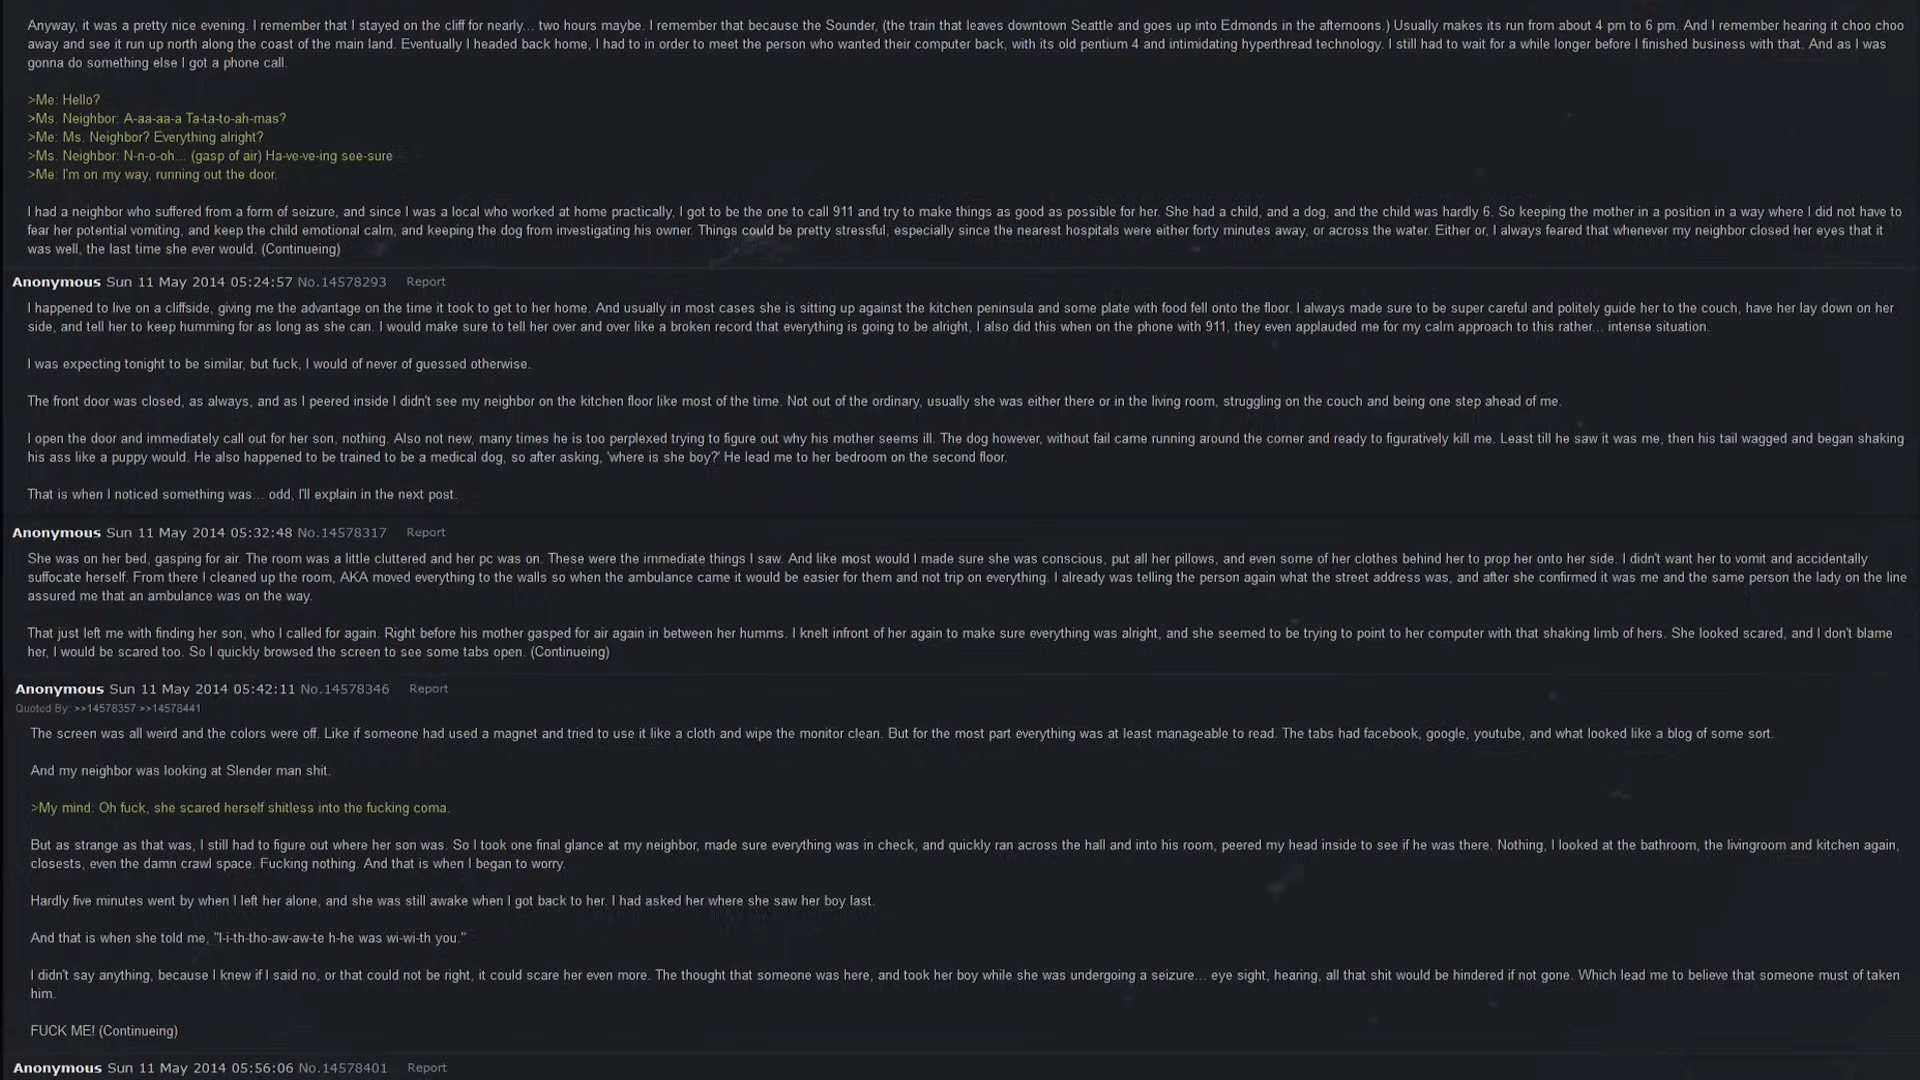 Anyway, it was a pretty nice evening. I remember that I stayed on the cliff for nearly... two hours maybe. I remember that because the Sounder, (the train that leaves downtown Seattle and goes up into Edmonds in the afternoons.) Usually makes its run from about 4 pm to 6 pm. And I remember hearing it choo choo
away and see it run up north along the coast of the main land. Eventually I headed back home, I had to in order to meet the person who wanted their computer back, with its old pentium 4 and intimidating hyperthread technology. I still had to wait for a while longer before I finished business with that. And as I was
gonna do something else I got a phone call.
>Me: Hello?
>Ms. Neighbor: A-aa-aa-a Ta-ta-to-ah-mas?
>Me: Ms. Neighbor? Everything alright?
>Ms. Neighbor: N-n-o-oh... (gasp of air) Ha-ve-ve-ing see-sure
>Me: I'm on my way, running out the door.
I had a neighbor who suffered from a form of seizure, and since I was a local who worked at home practically, I got to be the one to call 911 and try to make things as good as possible for her. She had a child, and a dog, and the child was hardly 6. So keeping the mother in a position in a way where I did not have to
fear her potential vomiting, and keep the child emotional calm, and keeping the dog from investigating his owner. Things could be pretty stressful, especially since the nearest hospitals were either forty minutes away, or across the water. Either or, I always feared that whenever my neighbor closed her eyes that it
was well, the last time she ever would. (Continueing)
Anonymous Sun 11 May 2014 05:24:57 No.14578293 Report
I happened to live on a cliffside, giving me the advantage on the time it took to get to her home. And usually in most cases she is sitting up against the kitchen peninsula and some plate with food fell onto the floor. I always made sure to be super careful and politely guide her to the couch, have her lay down on her
side, and tell her to keep humming for as long as she can. I would make sure to tell her over and over like a broken record that everything is going to be alright, I also did this when on the phone with 911, they even applauded me for my calm approach to this rather... intense situation.
I was expecting tonight to be similar, but fuck, I would of never of guessed otherwise.
The front door was closed, as always, and as I peered inside I didn't see my neighbor on the kitchen floor like most of the time. Not out of the ordinary, usually she was either there or in the living room, struggling on the couch and being one step ahead of me.
I open the door and immediately call out for her son, nothing. Also not new, many times he is too perplexed trying to figure out why his mother seems ill. The dog however, without fail came running around the corner and ready to figuratively kill me. Least till he saw it was me, then his tail wagged and began shaking
his ass like a puppy would. He also happened to be trained to be a medical dog, so after asking, 'where is she boy?' He lead me to her bedroom on the second floor.
That is when I noticed something was... odd, I'll explain in the next post.
Anonymous Sun 11 May 2014 05:32:48 No.14578317 Report
She was on her bed, gasping for air. The room was a little cluttered and her pc was on. These were the immediate things I saw. And like most would I made sure she was conscious, put all her pillows, and even some of her clothes behind her to prop her onto her side. I didn't want her to vomit and accidentally
suffocate herself. From there I cleaned up the room, AKA moved everything to the walls so when the ambulance came it would be easier for them and not trip on everything. I already was telling the person again what the street address was, and after she confirmed it was me and the same person the lady on the line
assured me that an ambulance was on the way.
That just left me with finding her son, who I called for again. Right before his mother gasped for air again in between her humms. I knelt infront of her again to make sure everything was alright, and she seemed to be trying to point to her computer with that shaking limb of hers. She looked scared, and I don't blame
her, I would be scared too. So I quickly browsed the screen to see some tabs open. (Continueing)
Anonymous Sun 11 May 2014 05:42:11 No.14578346 Report
Quoted By: >>14578357 >>14578441
The screen was all weird and the colors were off. Like if someone had used a magnet and tried to use it like a cloth and wipe the monitor clean. But for the most part everything was at least manageable to read. The tabs had facebook, google, youtube, and what looked like a blog of some sort.
And my neighbor was looking at Slender man shit.
>My mind: Oh fuck, she scared herself shitless into the fucking coma.
But as strange as that was, I still had to figure out where her son was. So I took one final glance at my neighbor, made sure everything was in check, and quickly ran across the hall and into his room, peered my head inside to see if he was there. Nothing, I looked at the bathroom, the livingroom and kitchen again,
closests, even the damn crawl space. Fucking nothing. And that is when I began to worry.
Hardly five minutes went by when I left her alone, and she was still awake when I got back to her. I had asked her where she saw her boy last.
And that is when she told me, "I-i-th-tho-aw-aw-te h-he was wi-wi-th you."
I didn't say anything, because I knew if I said no, or that could not be right, it could scare her even more. The thought that someone was here, and took her boy while she was undergoing a seizure... eye sight, hearing, all that shit would be hindered if not gone. Which lead me to believe that someone must of taken
him.
FUCK ME! (Continueing)
Anonymous Sun 11 May 2014 05:56:06 No.14578401 Report